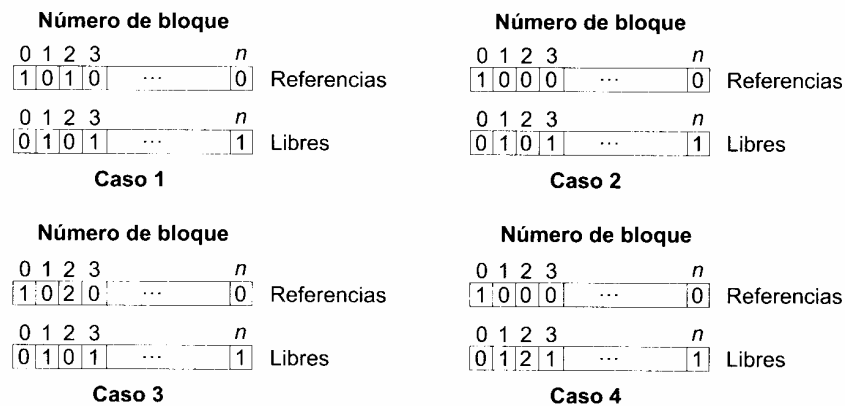 Número de bloque
0 1 2 3 n
1 0 1 0 ... 0 Referencias
0 1 2 3 n
0 1 0 1 ... 1 Libres
Caso 1
Número de bloque
0 1 2 3 n
1 0 0 0 ... 0 Referencias
0 1 2 3 n
0 1 0 1 ... 1 Libres
Caso 2
Número de bloque
0 1 2 3 n
1 0 2 0 ... 0 Referencias
0 1 2 3 n
0 1 0 1 ... 1 Libres
Caso 3
Número de bloque
0 1 2 3 n
1 0 0 0 ... 0 Referencias
0 1 2 3 n
0 1 2 1 ... 1 Libres
Caso 4